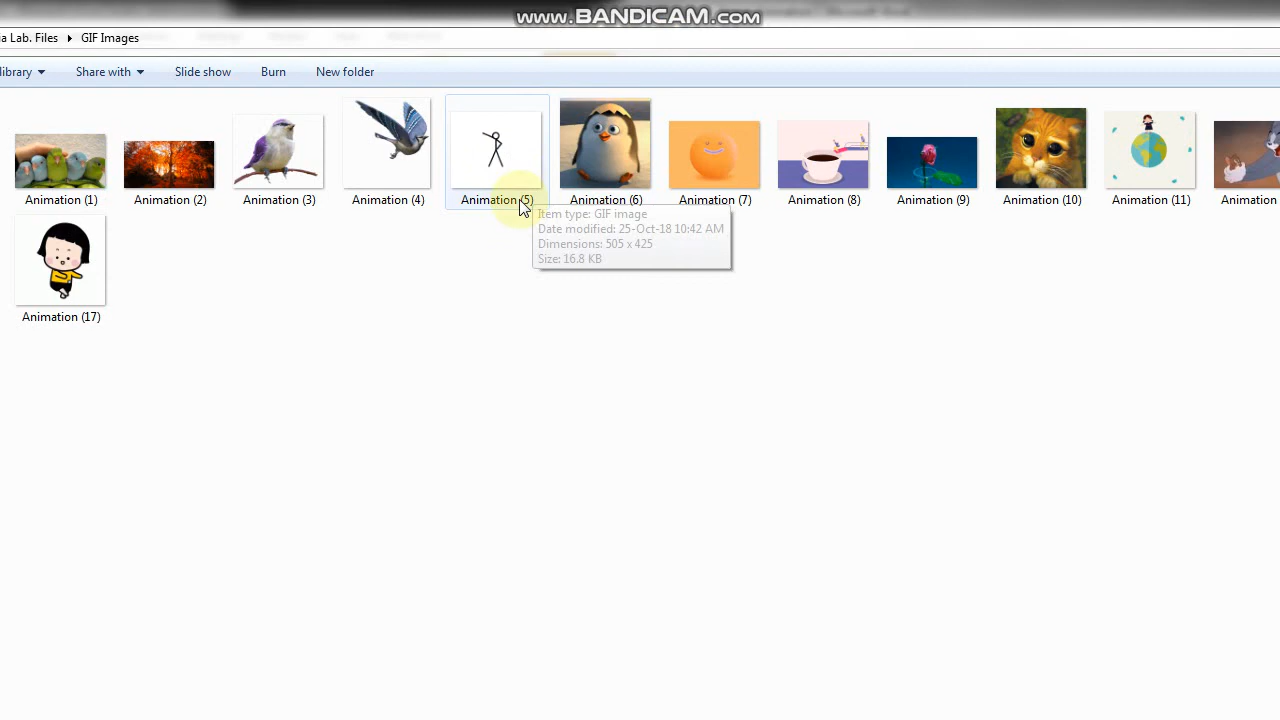 www.BANDICAM.com
ia Lab. Files ▸ GIF Images
library
Share with
Slide show
Burn
New folder
Animation (1)
Animation (2)
Animation (3)
Animation (4)
Animation (5)
Animation (6)
Animation (7)
Animation (8)
Animation (9)
Animation (10)
Animation (11)
Animation
Item type: GIF image
Date modified: 25-Oct-18 10:42 AM
Dimensions: 505 x 425
Size: 16.8 KB
Animation (17)